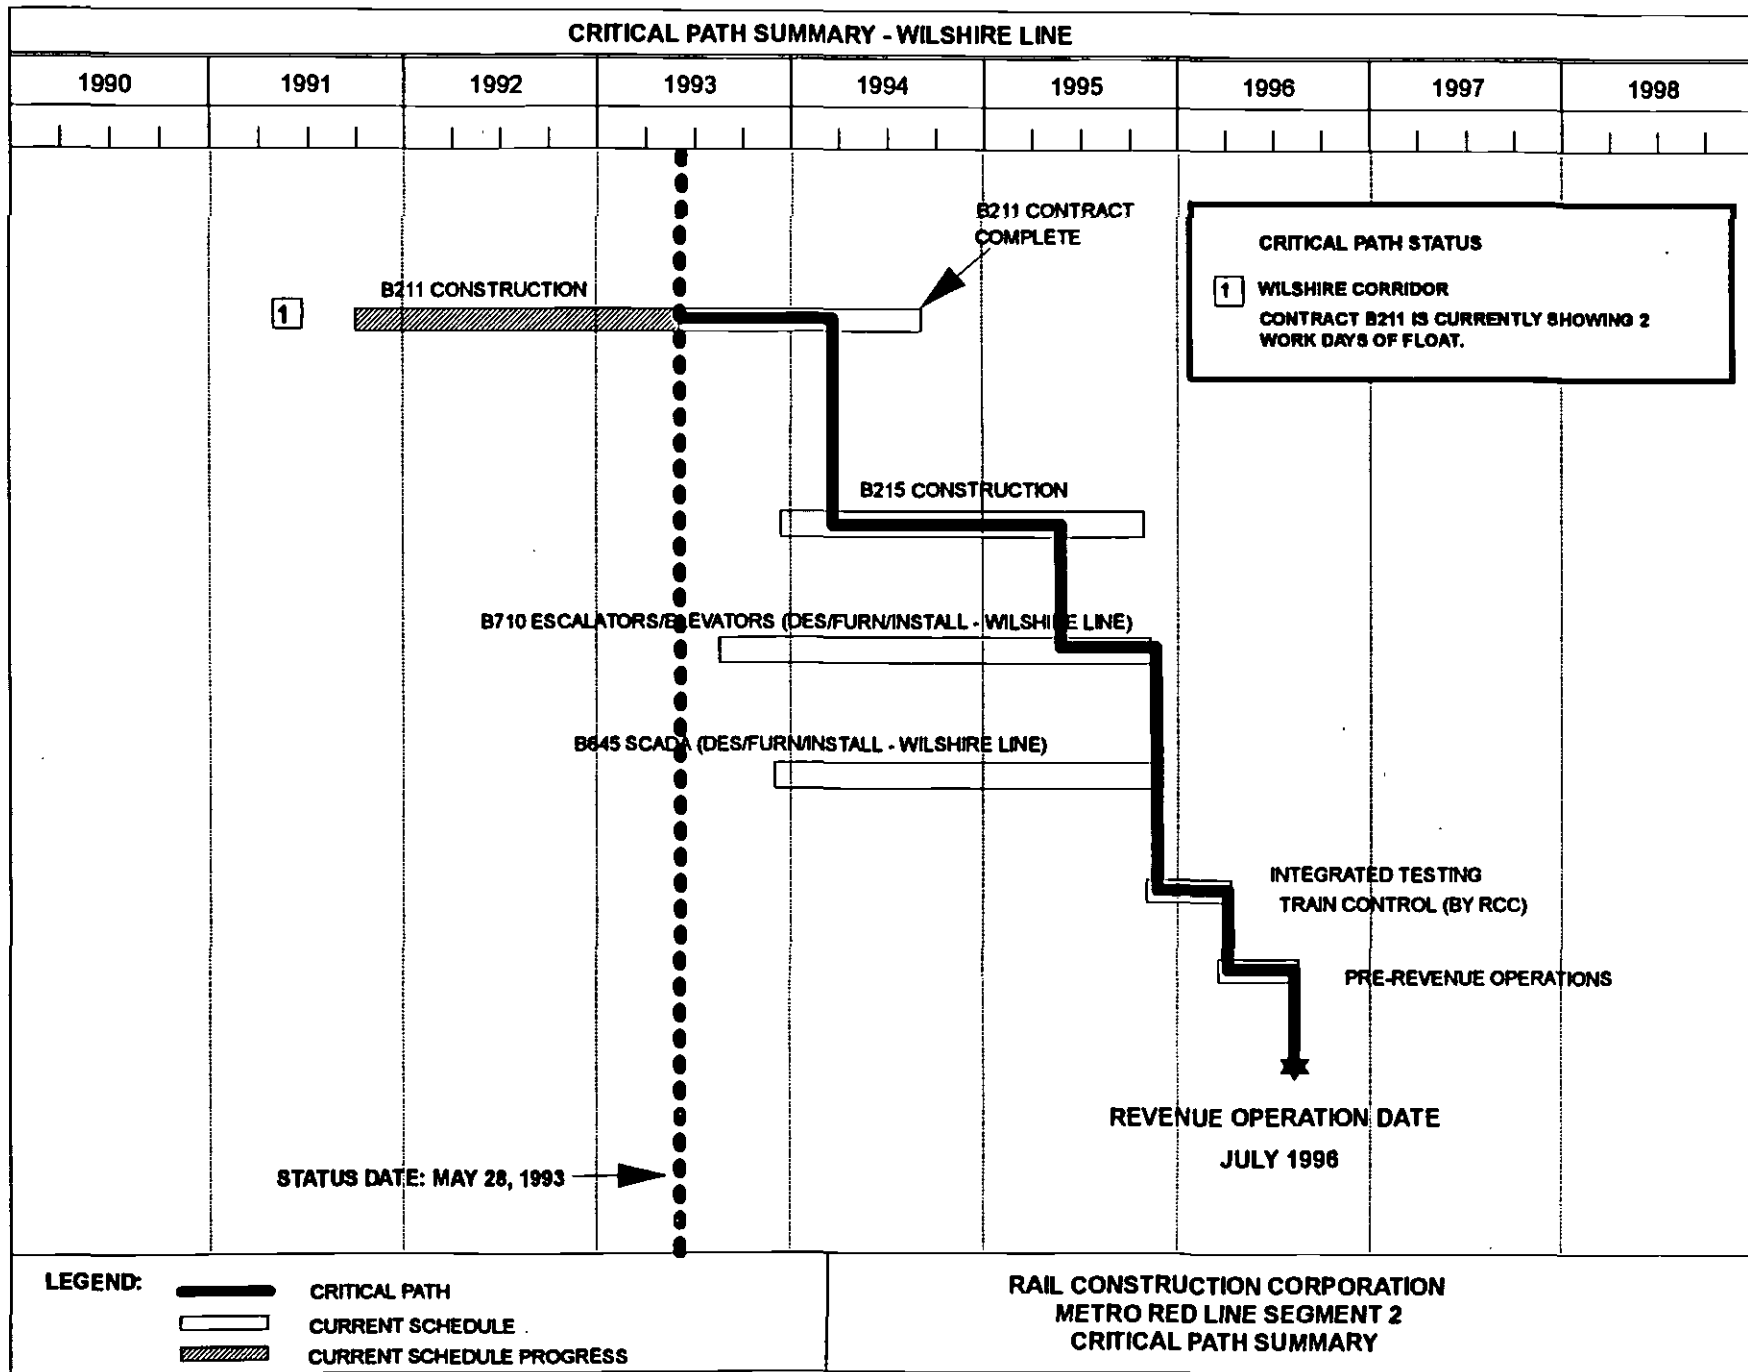 CRITICAL PATH SUMMARY - WILSHIRE LINE
1990 1991 1992 1993 1994 1995 1996 1997 1998
B211 CONTRACT
COMPLETE
CRITICAL PATH STATUS
1 WILSHIRE CORRIDOR
CONTRACT B211 IS CURRENTLY SHOWING 2
WORK DAYS OF FLOAT.
B211 CONSTRUCTION
1
B215 CONSTRUCTION
B710 ESCALATORS/ELEVATORS (DES/FURN/INSTALL - WILSHIRE LINE)
B645 SCADA (DES/FURN/INSTALL - WILSHIRE LINE)
INTEGRATED TESTING
TRAIN CONTROL (BY RCC)
PRE-REVENUE OPERATIONS
REVENUE OPERATION DATE
JULY 1996
STATUS DATE: MAY 28, 1993
LEGEND:
CRITICAL PATH
CURRENT SCHEDULE
CURRENT SCHEDULE PROGRESS
RAIL CONSTRUCTION CORPORATION
METRO RED LINE SEGMENT 2
CRITICAL PATH SUMMARY